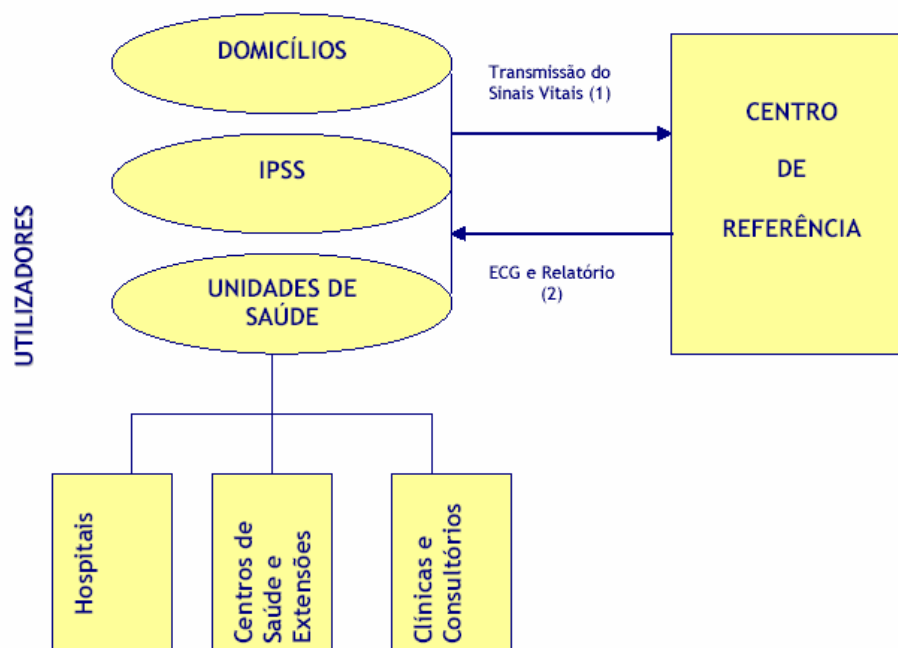 DOMICÍLIOS
Transmissão do
Sinais Vitais (1)
CENTRO
DE
REFERÊNCIA
IPSS
UTILIZADORES
ECG e Relatório
(2)
UNIDADES DE
SAÚDE
Hospitais
Centros de
Saúde e
Extensões
Clínicas e
Consultórios